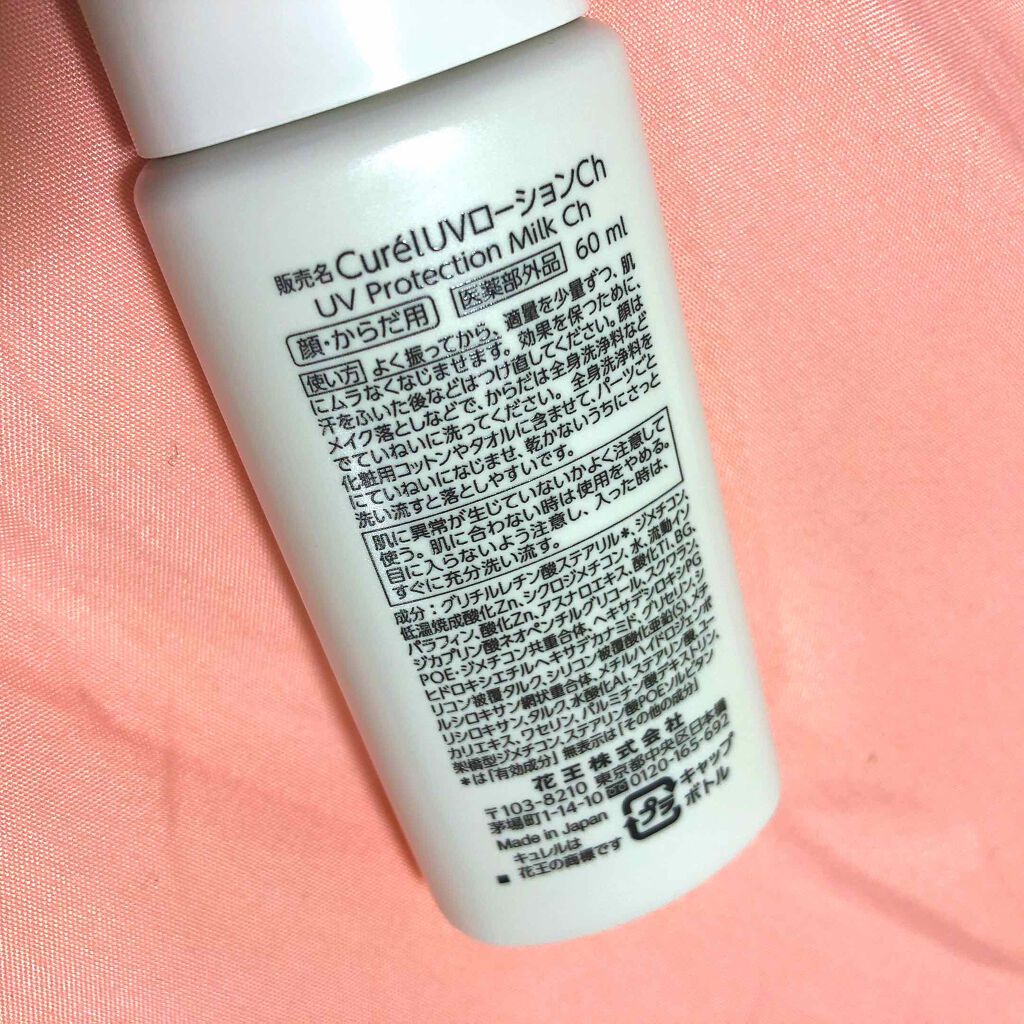 販売名 CurélUVローションCh
UV Protection Milk Ch
顔・からだ用 医薬部外品 60 ml
使い方 よく振ってから、適量を少量ずつ、肌
にムラなくなじませます。効果を保つために、
汗をふいた後などはつけ直してください。顔は
メイク落としなどで、からだは全身洗浄料など
でていねいに洗ってください。全身洗浄料を
化粧用コットンやタオルに含ませて、パーツごと
にていねいになじませ、乾かないうちにさっと
洗い流すと落としやすいです。
肌に異常が生じていないかよく注意して
使う。肌に合わない時は使用をやめる。
目に入らないよう注意し、入った時は、
すぐに充分洗い流す。
成分：グリチルレチン酸ステアリル*、ジメチコン、
低温焼成酸化Zn、シクロジメチコン、水、流動イソ
パラフィン、酸化Zn、アスナロエキス、酸化Ti、BG、
ジカプリン酸ネオペンチルグリコール、スクワラン、
POE・ジメチコン共重合体、ヘキサデシロキシPG
ヒドロキシエチルヘキサデカナミド、グリセリン、シ
リコン被覆タルク、シリコン被覆酸化亜鉛(S)、メチ
ルシロキサン網状重合体、メチルハイドロジェンポ
リシロキサン、タルク、水酸化Al、ステアリン酸、ユー
カリエキス、ワセリン、パルミチン酸デキストリン、
架橋型ジメチコン、ステアリン酸POEソルビタン
*は「有効成分」無表示は「その他の成分」
花王株式会社
〒103-8210 東京都中央区日本橋
茅場町1-14-10 0120-165-692
Made in Japan
キュレルは
花王の商標です
プラ
キャップ
ボトル